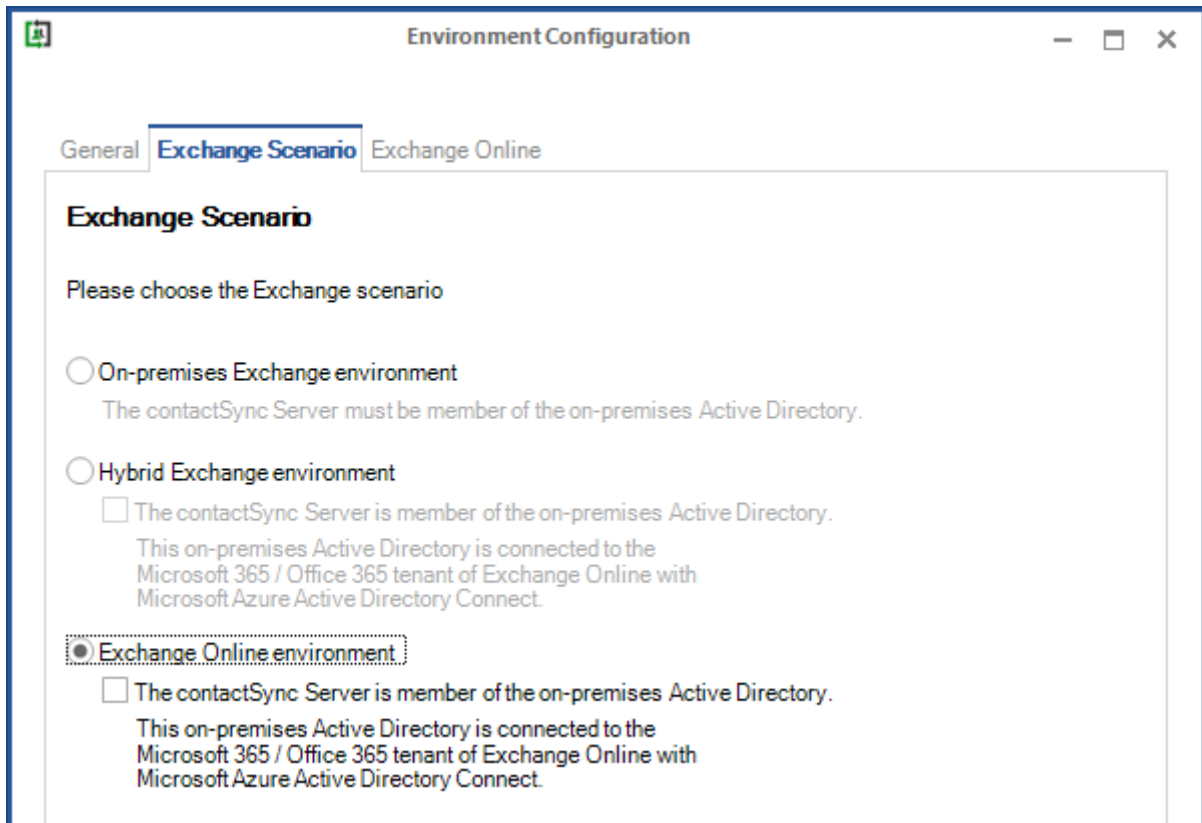 Environment Configuration
General Exchange Scenario Exchange Online
Exchange Scenario
Please choose the Exchange scenario
On-premises Exchange environment
The contactSync Server must be member of the on-premises Active Directory.
Hybrid Exchange environment
The contactSync Server is member of the on-premises Active Directory.
This on-premises Active Directory is connected to the
Microsoft 365 / Office 365 tenant of Exchange Online with
Microsoft Azure Active Directory Connect.
Exchange Online environment
The contactSync Server is member of the on-premises Active Directory.
This on-premises Active Directory is connected to the
Microsoft 365 / Office 365 tenant of Exchange Online with
Microsoft Azure Active Directory Connect.